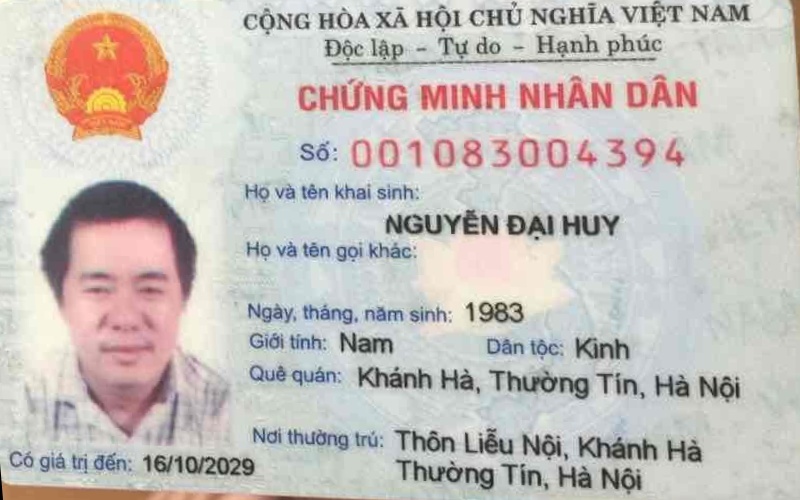 CỘNG HÒA XÃ HỘI CHỦ NGHĨA VIỆT NAM
Độc lập - Tự do - Hạnh phúc
CHỨNG MINH NHÂN DÂN
Số: 001083004394
Họ và tên khai sinh:
NGUYỄN ĐẠI HUY
Họ và tên gọi khác:
Ngày, tháng, năm sinh: 1983
Giới tính: Nam Dân tộc: Kinh
Quê quán: Khánh Hà, Thường Tín, Hà Nội
Nơi thường trú: Thôn Liễu Nội, Khánh Hà
Thường Tín, Hà Nội
Có giá trị đến: 16/10/2029